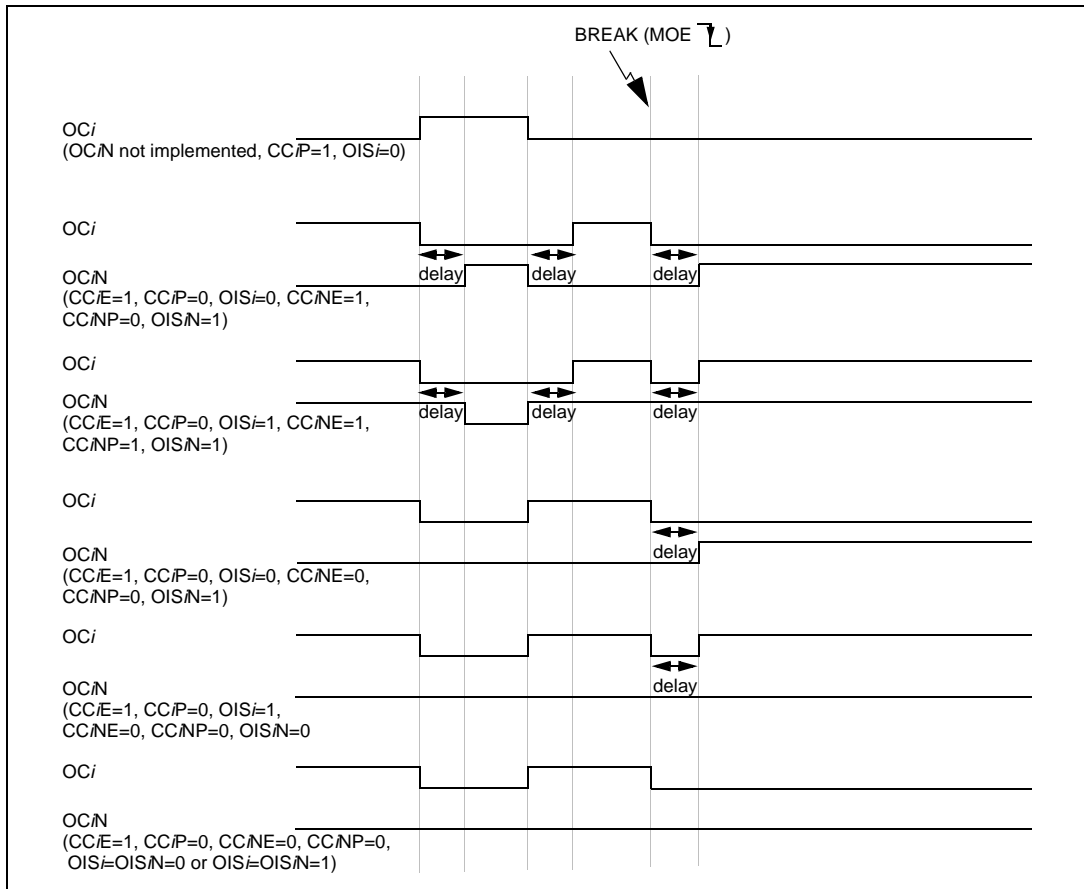 BREAK (MOE )
OCi
(OCiN not implemented, CCiP=1, OISi=0)
OCi
delay delay delay
OCiN
(CCiE=1, CCiP=0, OISi=0, CCiNE=1,
CCiNP=0, OISiN=1)
OCi
OCiN
delay delay delay
(CCiE=1, CCiP=0, OISi=1, CCiNE=1,
CCiNP=1, OISiN=1)
OCi
OCiN
delay
(CCiE=1, CCiP=0, OISi=0, CCiNE=0,
CCiNP=0, OISiN=1)
OCi
OCiN
delay
(CCiE=1, CCiP=0, OISi=1,
CCiNE=0, CCiNP=0, OISiN=0
OCi
OCiN
(CCiE=1, CCiP=0, CCiNE=0, CCiNP=0,
OISi=OISiN=0 or OISi=OISiN=1)